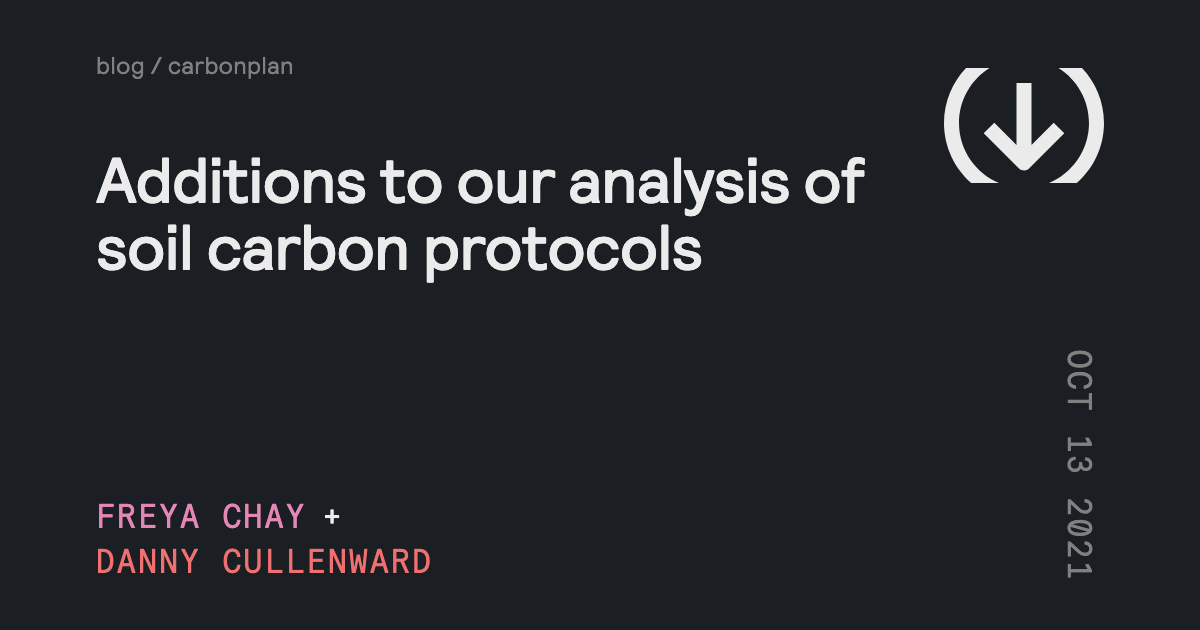 blog / carbonplan
Additions to our analysis of
soil carbon protocols
FREYA CHAY +
DANNY CULLENWARD
OCT 13 2021